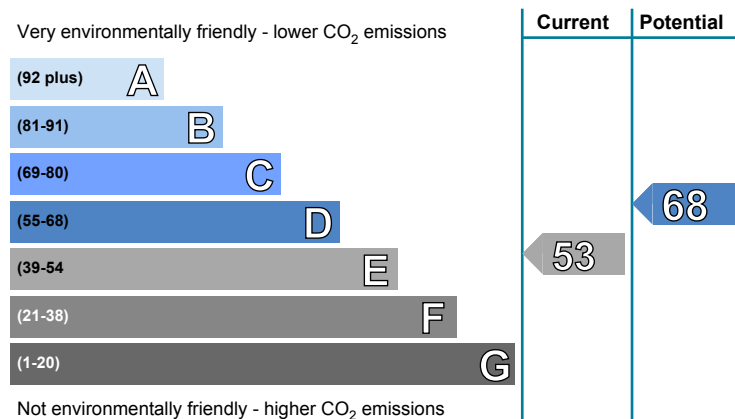 Very environmentally friendly - lower CO₂ emissions
Current
Potential
(92 plus) A
(81-91) B
(69-80) C
(55-68) D
(39-54 E
(21-38) F
(1-20) G
53
68
Not environmentally friendly - higher CO₂ emissions